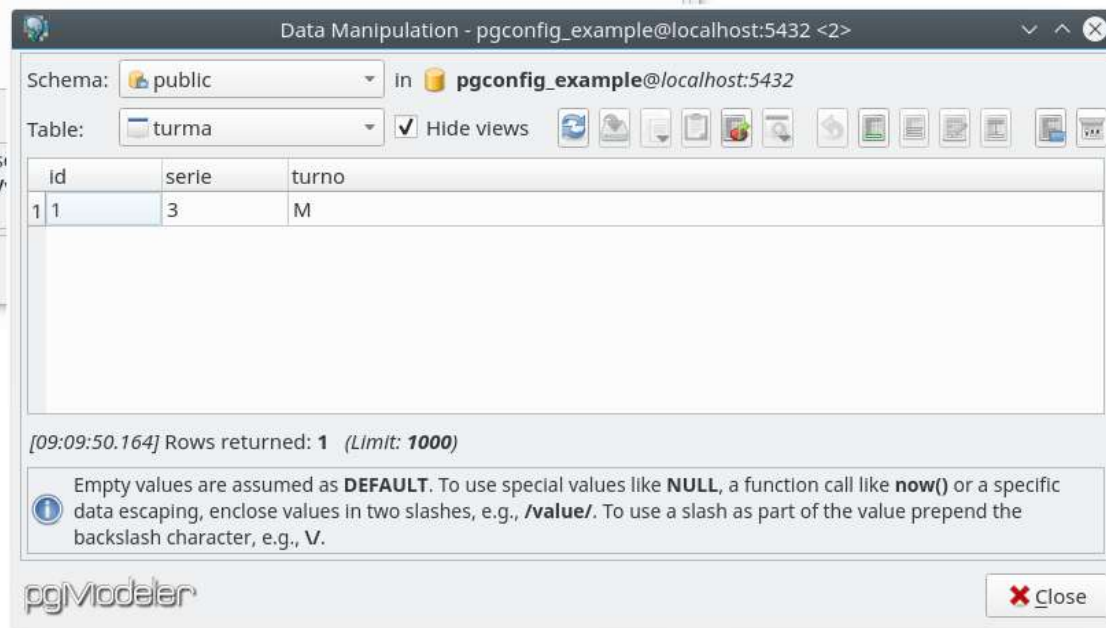 Data Manipulation - pgconfig_example@localhost:5432 <2>
Schema: public in pgconfig_example@localhost:5432
Table: turma Hide views
id serie turno
1 1 3 M
[09:09:50.164] Rows returned: 1 (Limit: 1000)
Empty values are assumed as DEFAULT. To use special values like NULL, a function call like now() or a specific
data escaping, enclose values in two slashes, e.g., /value/. To use a slash as part of the value prepend the
backslash character, e.g., \/.
pgModeler
Close